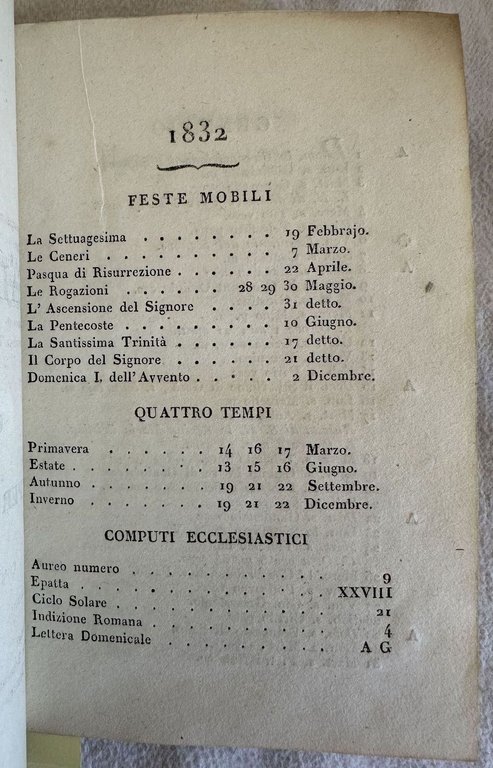 1832
FESTE MOBILI
La Settuagesima . . . . . . . . 19 Febbrajo.
Le Ceneri . . . . . . . . . . 7 Marzo.
Pasqua di Risurrezione . . . . . . 22 Aprile.
Le Rogazioni . . . . . 28 29 30 Maggio.
L' Ascensione del Signore . . . . . 31 detto.
La Pentecoste . . . . . . . . . 10 Giugno.
La Santissima Trinità . . . . . . 17 detto.
Il Corpo del Signore . . . . . . 21 detto.
Domenica I. dell'Avvento . . . . . 2 Dicembre.
QUATTRO TEMPI
Primavera . . . . . . 14 16 17 Marzo.
Estate . . . . . . . . 13 15 16 Giugno.
Autunno . . . . . . . 19 21 22 Settembre.
Inverno . . . . . . . 19 21 22 Dicembre.
COMPUTI ECCLESIASTICI
Aureo numero . . . . . . . . . . . 9
Epatta . . . . . . . . . . . . XXVIII
Ciclo Solare . . . . . . . . . . . 21
Indizione Romana . . . . . . . . . . 4
Lettera Domenicale . . . . . . . . A G